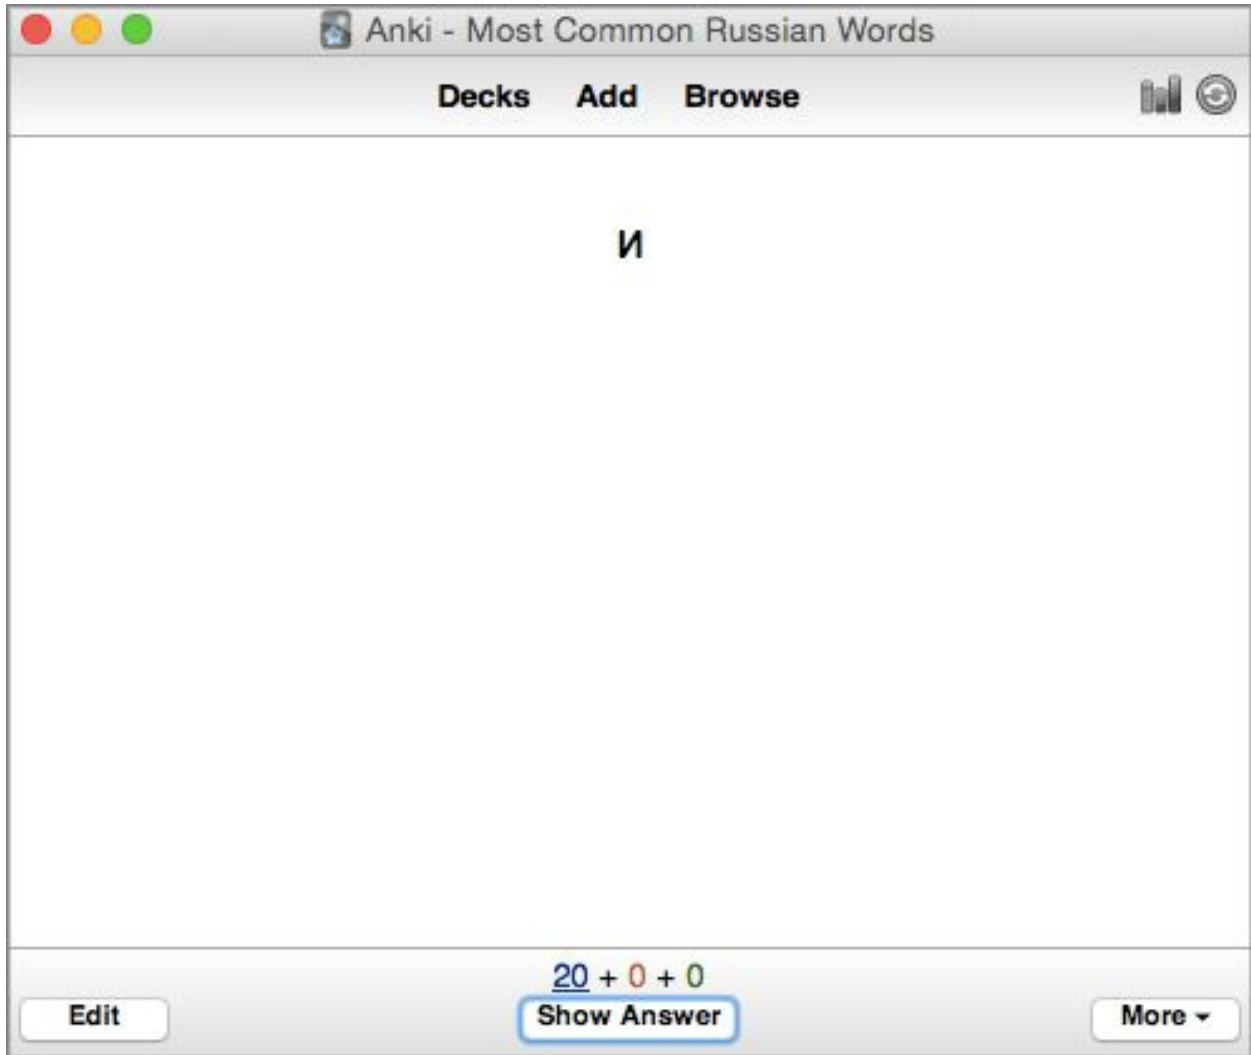 Anki - Most Common Russian Words
Decks Add Browse
и
20 + 0 + 0
Edit Show Answer More